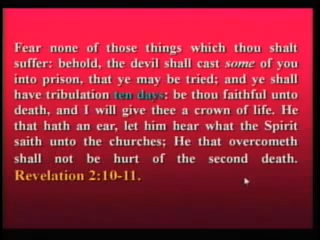 Fear none of those things which thou shalt
suffer: behold, the devil shall cast some of you
into prison, that ye may be tried; and ye shall
have tribulation ten days: be thou faithful unto
death, and I will give thee a crown of life. He
that hath an ear, let him hear what the Spirit
saith unto the churches; He that overcometh
shall not be hurt of the second death.
Revelation 2:10-11.